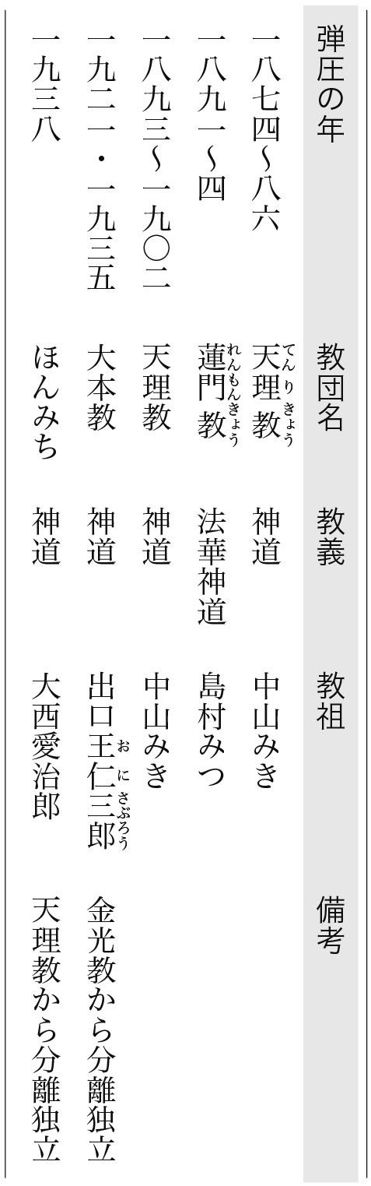 弾圧の年　教団名　教義　教祖　備考
一八七四〜八六　天理教　神道　中山みき
てんりきょう
一八九一〜四　蓮門教　法華神道　島村みつ
れんもんきょう
一八九三〜一九〇二　天理教　神道　中山みき
一九二一・一九三五　大本教　神道　出口王仁三郎　金光教から分離独立
おにさぶろう
一九三八　ほんみち　神道　大西愛治郎　天理教から分離独立